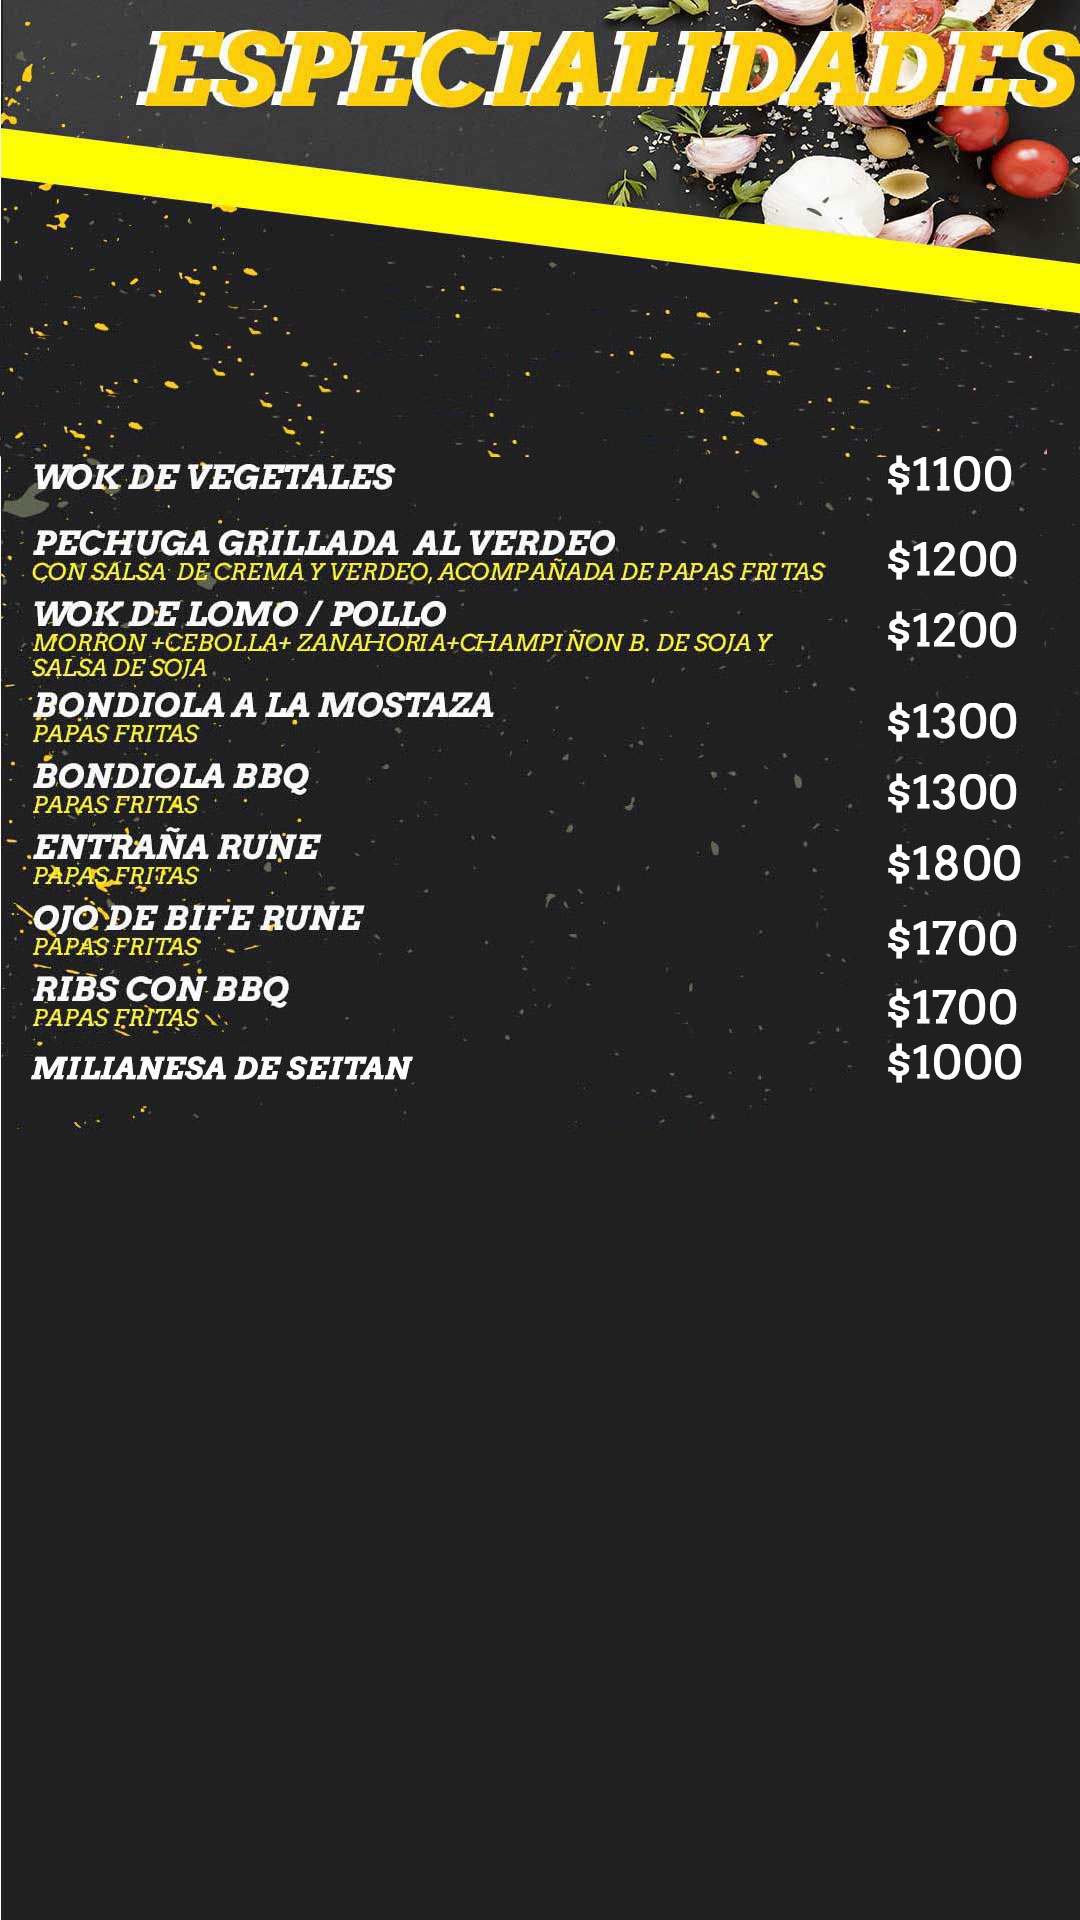 ESPECIALIDADES
WOK DE VEGETALES $1100
PECHUGA GRILLADA AL VERDEO $1200
CON SALSA DE CREMA Y VERDEO, ACOMPAÑADA DE PAPAS FRITAS
WOK DE LOMO / POLLO $1200
MORRON +CEBOLLA+ ZANAHORIA+CHAMPIÑON B. DE SOJA Y
SALSA DE SOJA
BONDIOLA A LA MOSTAZA $1300
PAPAS FRITAS
BONDIOLA BBQ $1300
PAPAS FRITAS
ENTRAÑA RUNE $1800
PAPAS FRITAS
OJO DE BIFE RUNE $1700
PAPAS FRITAS
RIBS CON BBQ $1700
PAPAS FRITAS
MILIANESA DE SEITAN $1000